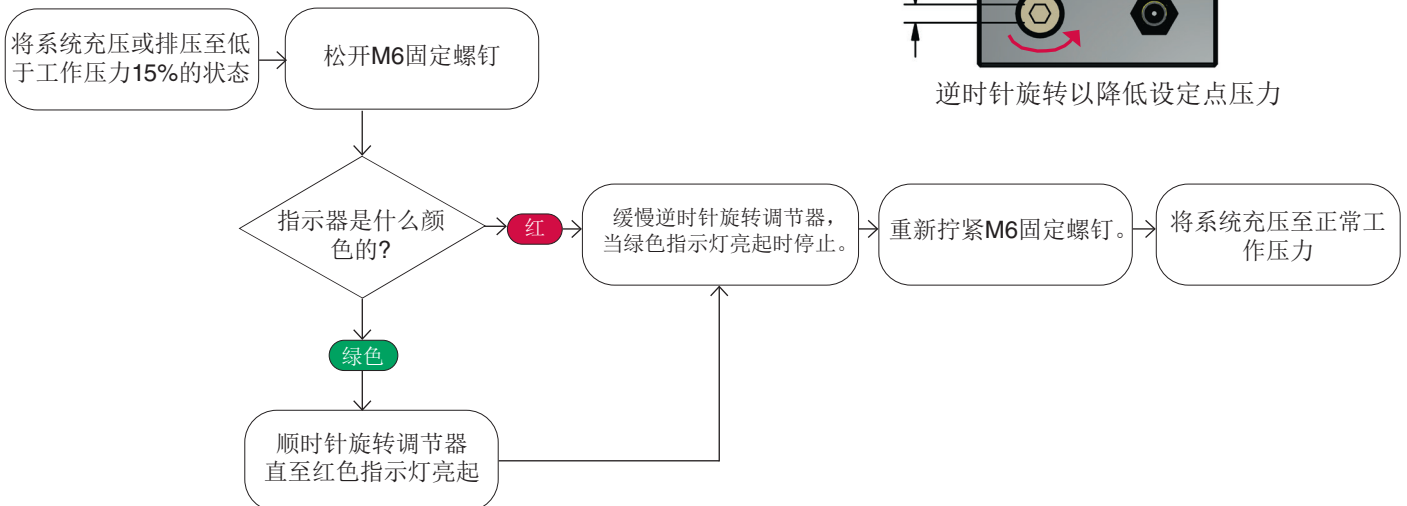 将系统充压或排压至低
于工作压力15%的状态
松开M6固定螺钉
逆时针旋转以降低设定点压力
指示器是什么颜
色的?
红
缓慢逆时针旋转调节器，
当绿色指示灯亮起时停止。
重新拧紧M6固定螺钉。
将系统充压至正常工
作压力
绿色
顺时针旋转调节器
直至红色指示灯亮起